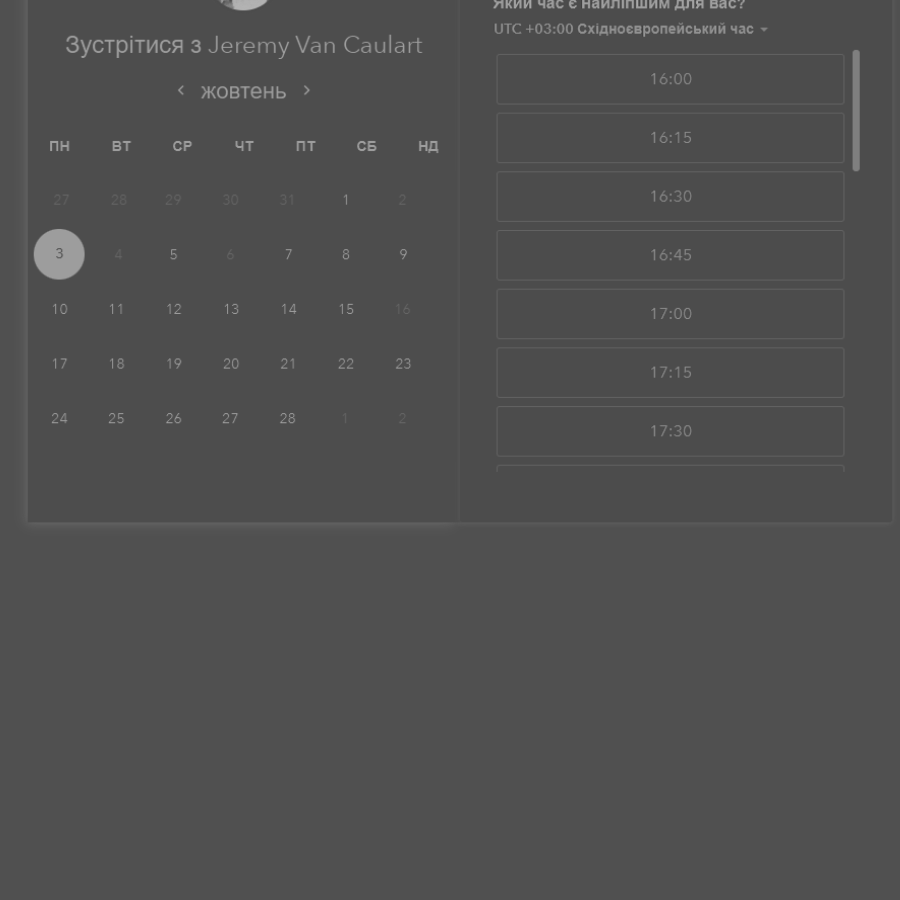 Зустрітися з Jeremy Van Caulart
жовтень
ПН ВТ СР ЧТ ПТ СБ НД
27 28 29 30 31 1 2
3 4 5 6 7 8 9
10 11 12 13 14 15 16
17 18 19 20 21 22 23
24 25 26 27 28 1 2
Який час є найліпшим для вас?
UTC +03:00 Східноєвропейський час
16:00
16:15
16:30
16:45
17:00
17:15
17:30